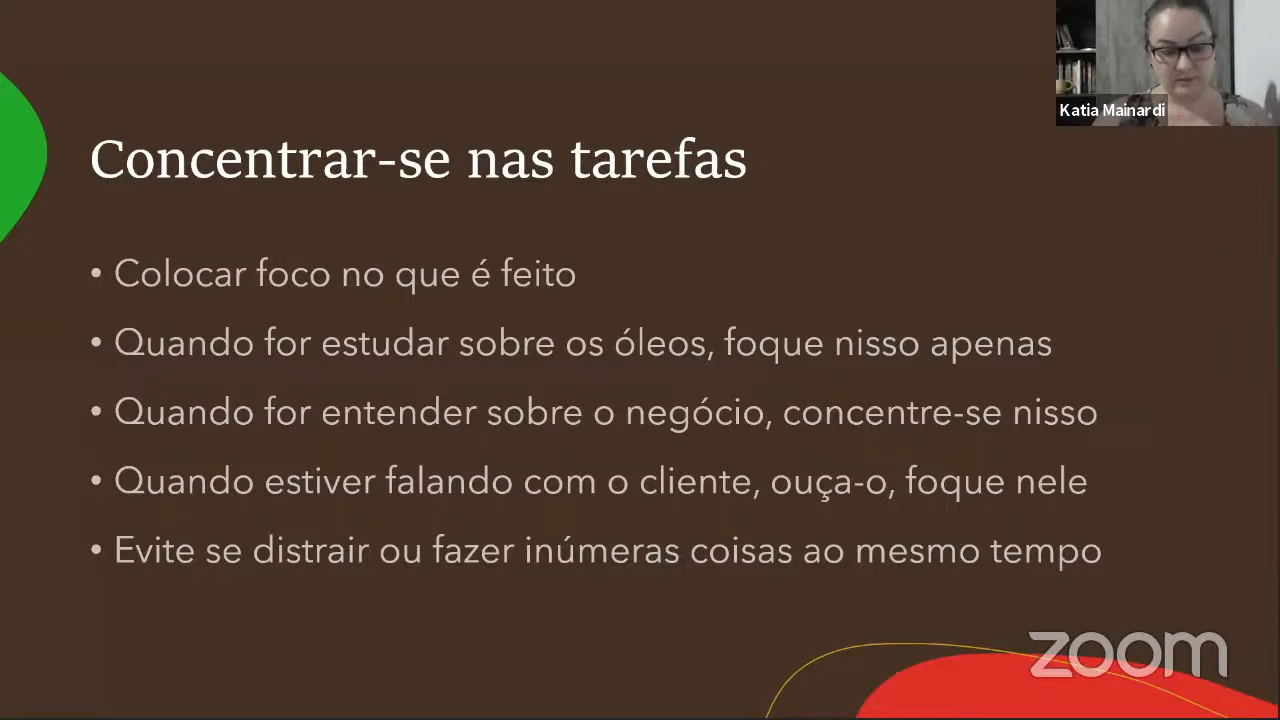 Katia Mainardi
Concentrar-se nas tarefas
• Colocar foco no que é feito
• Quando for estudar sobre os óleos, foque nisso apenas
• Quando for entender sobre o negócio, concentre-se nisso
• Quando estiver falando com o cliente, ouça-o, foque nele
• Evite se distrair ou fazer inúmeras coisas ao mesmo tempo
zoom